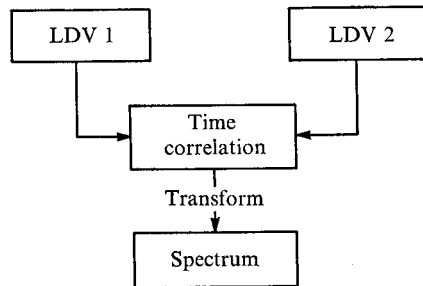 LDV 1
LDV 2
Time
correlation
Transform
Spectrum